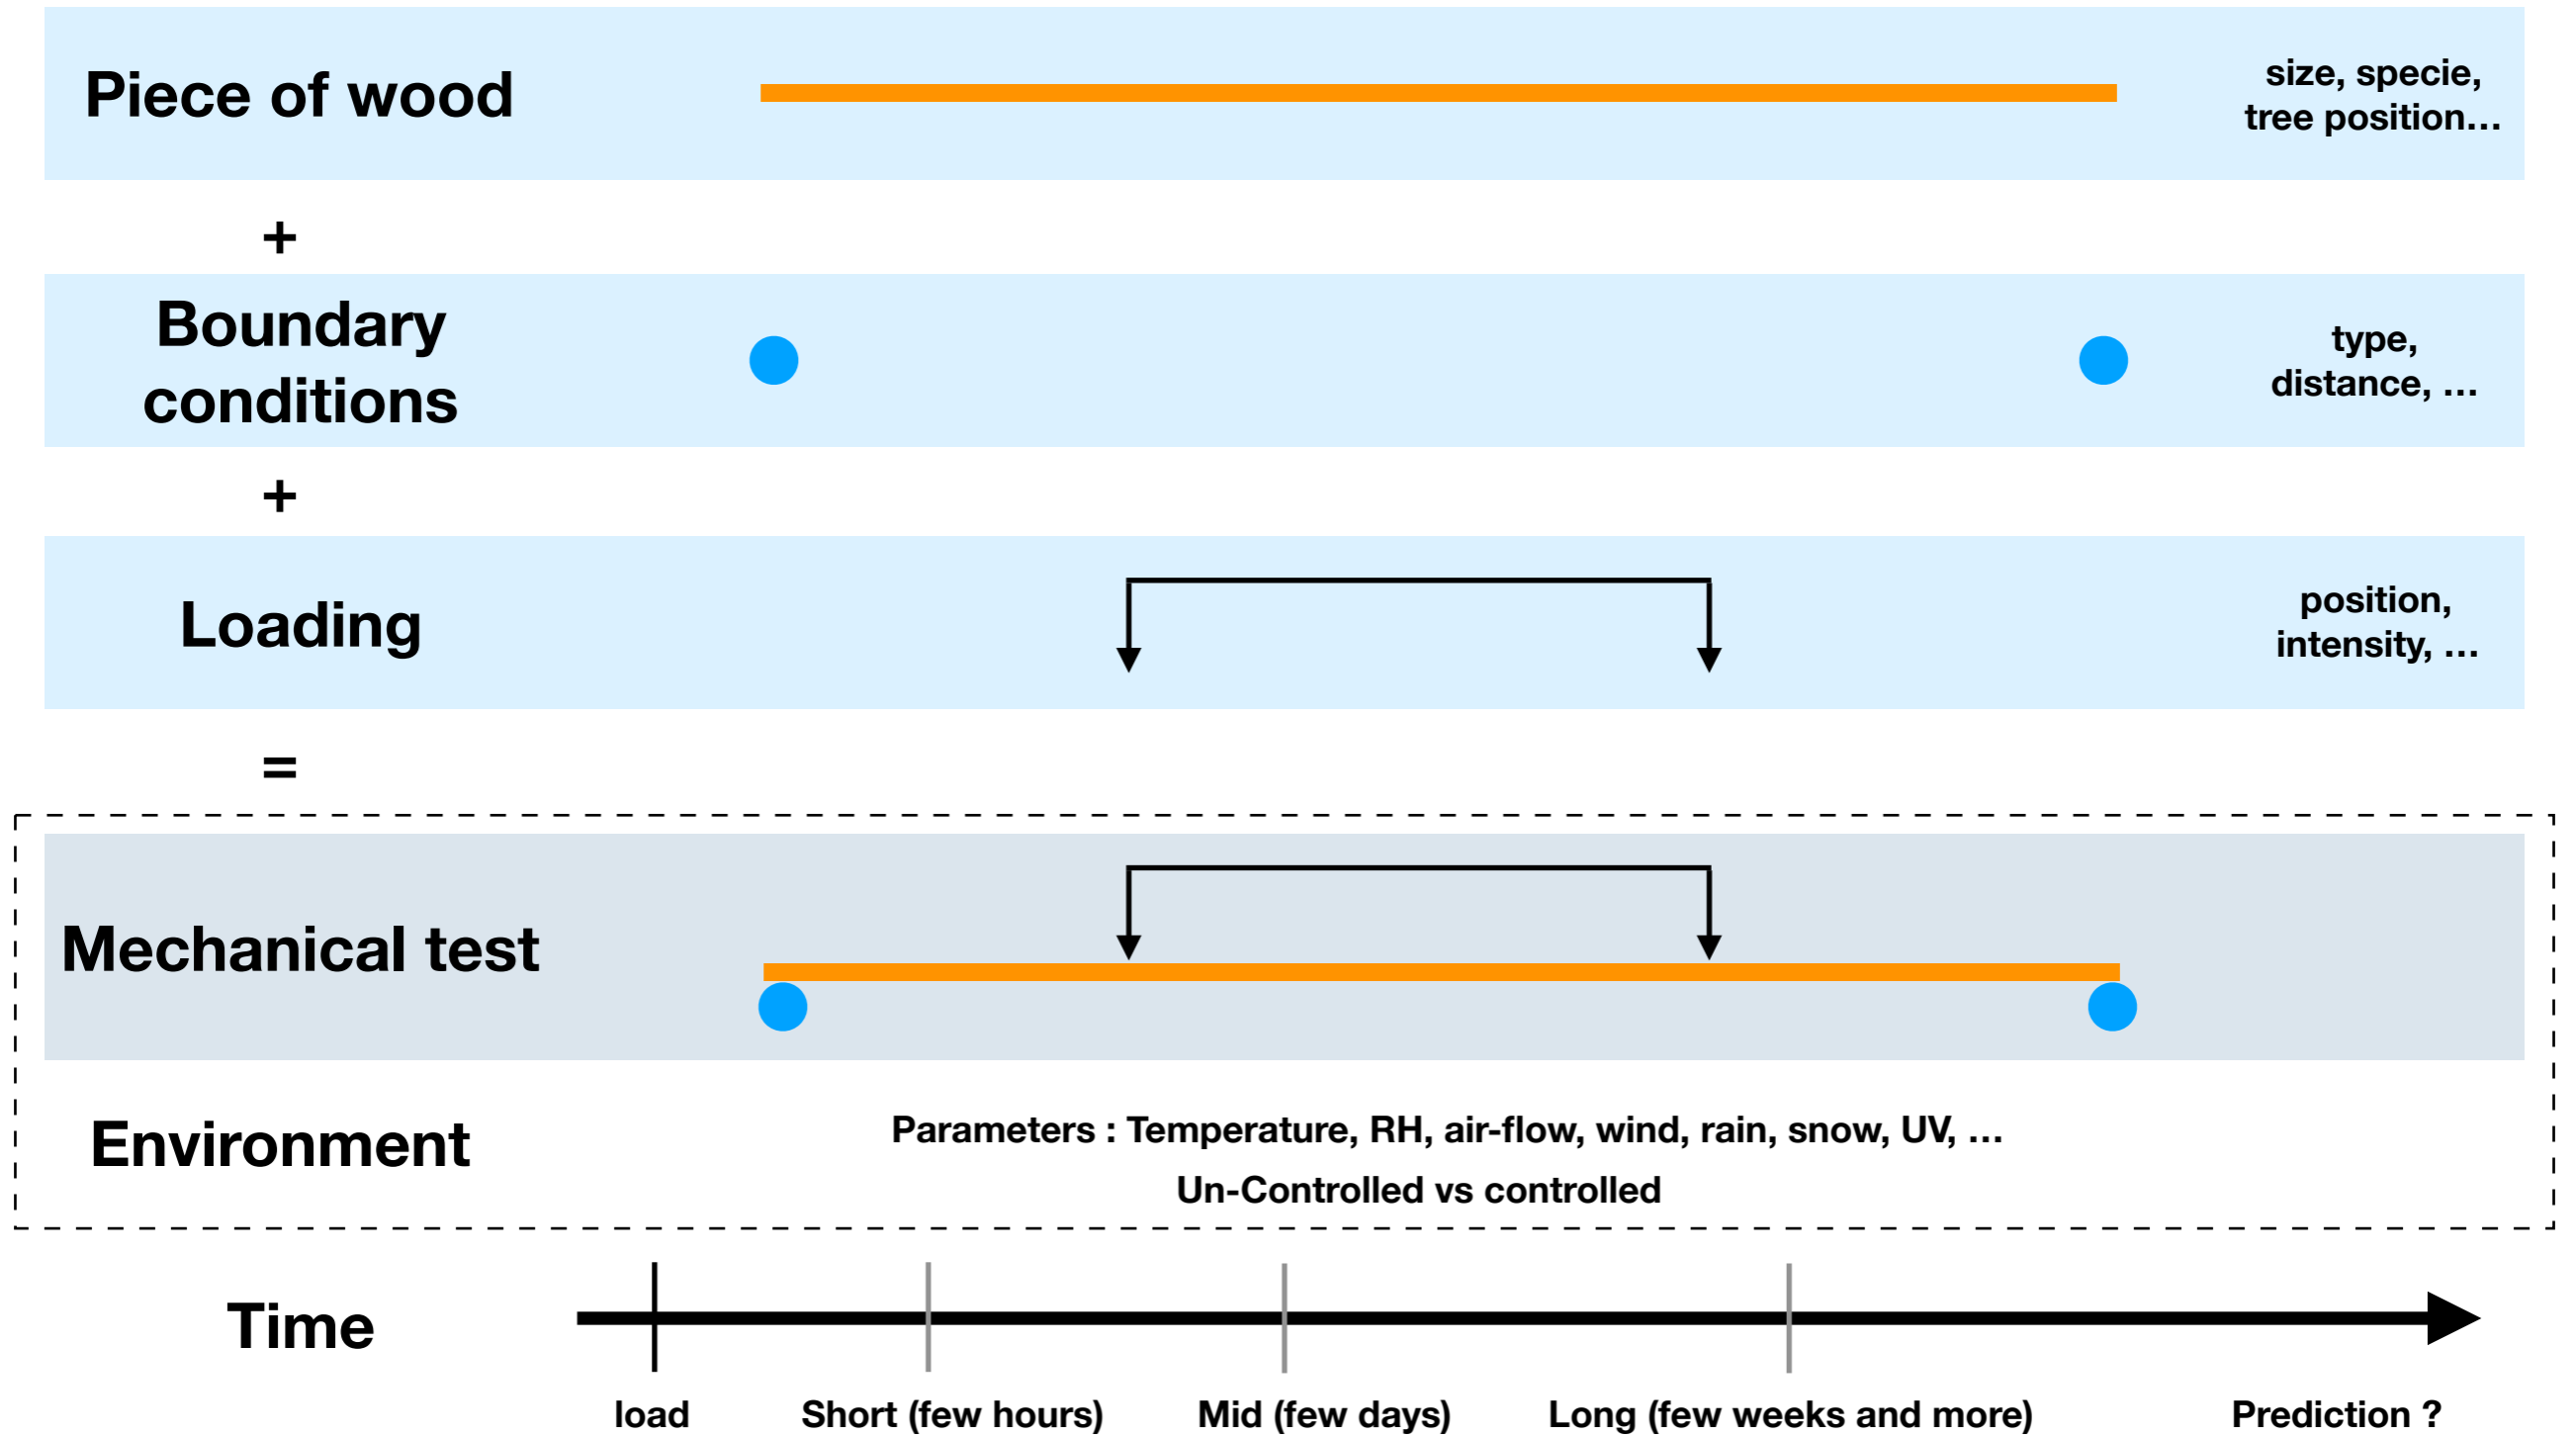 Piece of wood
size, specie,
tree position...
+
Boundary
conditions
type,
distance, ...
+
Loading
position,
intensity, ...
=
Mechanical test
Environment
Parameters : Temperature, RH, air-flow, wind, rain, snow, UV, ...
Un-Controlled vs controlled
Time
load
Short (few hours)
Mid (few days)
Long (few weeks and more)
Prediction ?